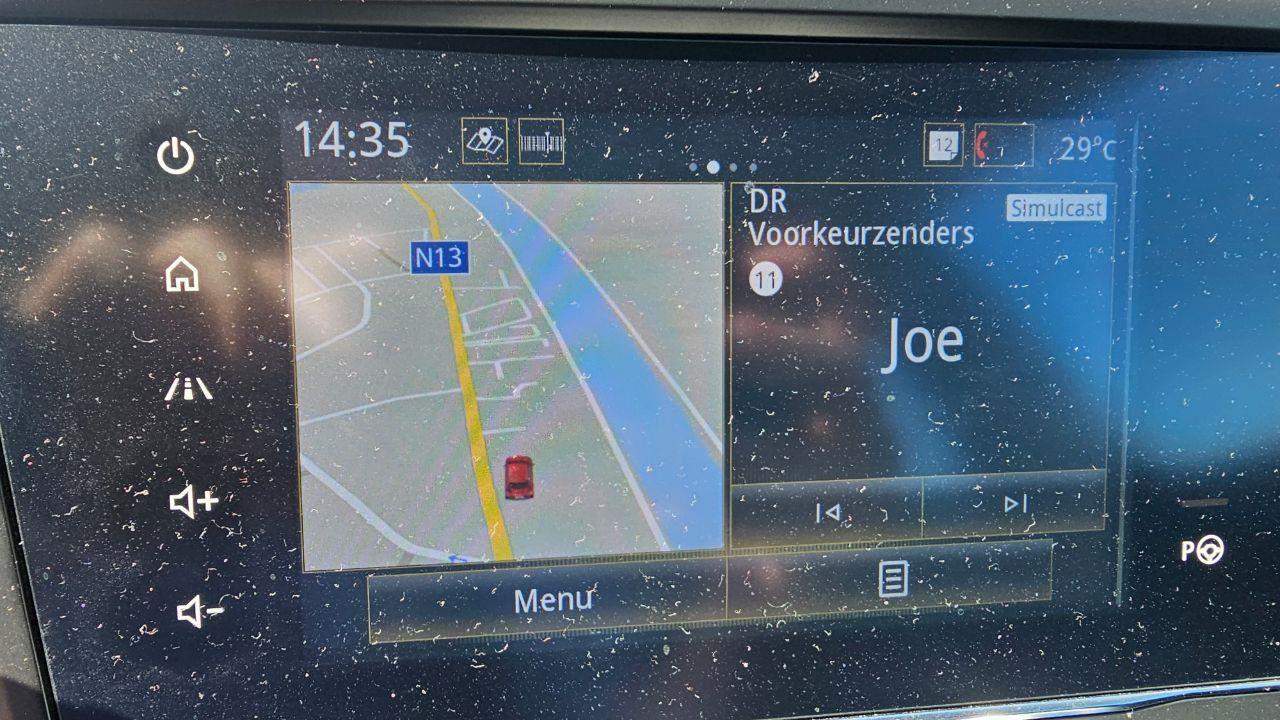 14:35
12
29°C
N13
DR
Simulcast
Voorkeurzenders
11
Joe
Menu
P